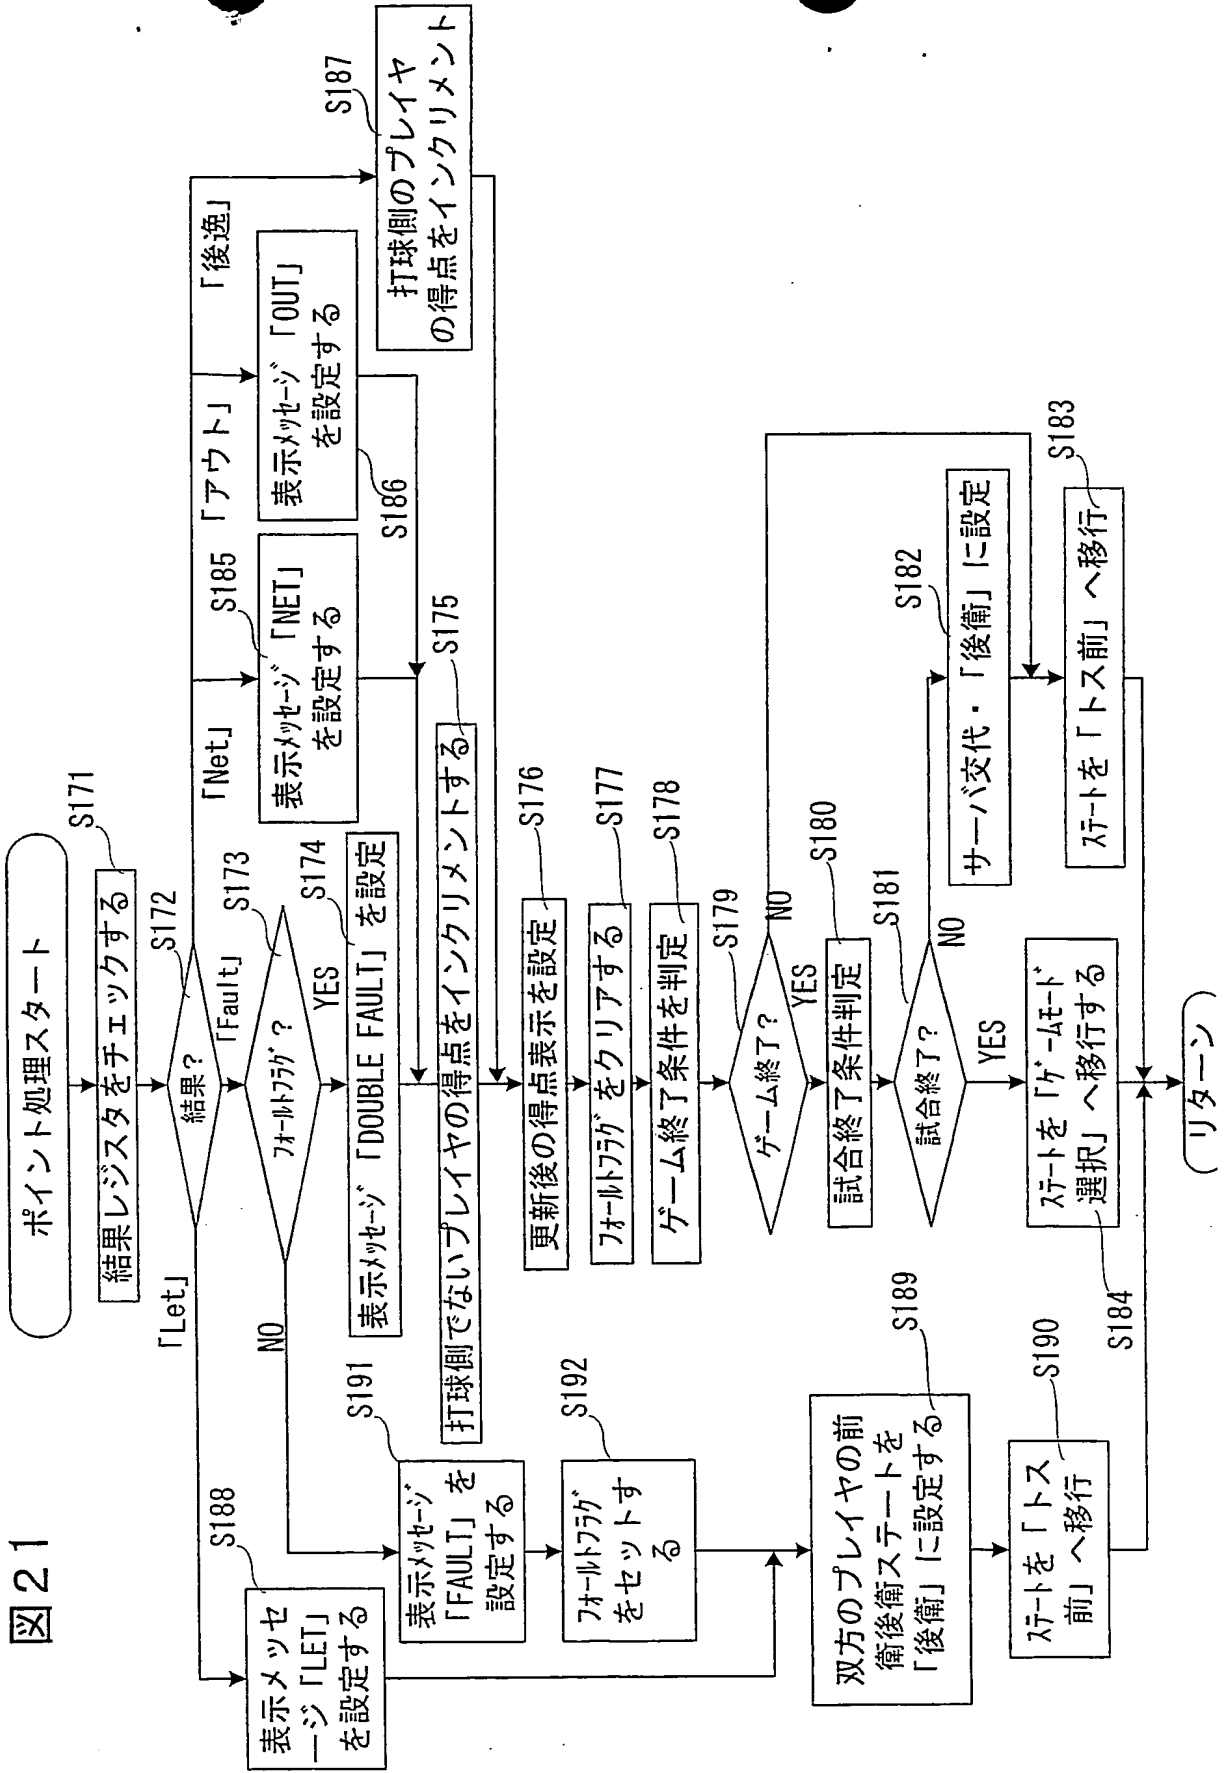 図21
ポイント処理スタート
S171
結果レジスタをチェックする
S172
結果?
「Let」
「Fault」
「Net」
「アウト」
「後逸」
S173
フォールトフラグ?
NO
YES
S174
表示メッセージ「DOUBLE FAULT」を設定
S185
表示メッセージ「NET」
を設定する
表示メッセージ「OUT」
を設定する
S186
S187
打球側のプレイヤ
の得点をインクリメント
S175
打球側でないプレイヤの得点をインクリメントする
S176
更新後の得点表示を設定
S177
フォールトフラグをクリアする
S178
ゲーム終了条件を判定
S179
ゲーム終了?
NO
YES
S180
試合終了条件判定
S181
試合終了?
NO
YES
S182
サーバ交代・「後衛」に設定
S183
ステートを「トス前」へ移行
ステートを「ゲームモード
選択」へ移行する
S184
S188
表示メッセ
ージ「LET」
を設定する
S191
表示メッセージ
「FAULT」を
設定する
S192
フォールトフラグ
をセットす
る
S189
双方のプレイヤの前
衛後衛ステートを
「後衛」に設定する
S190
ステートを「トス
前」へ移行
リターン